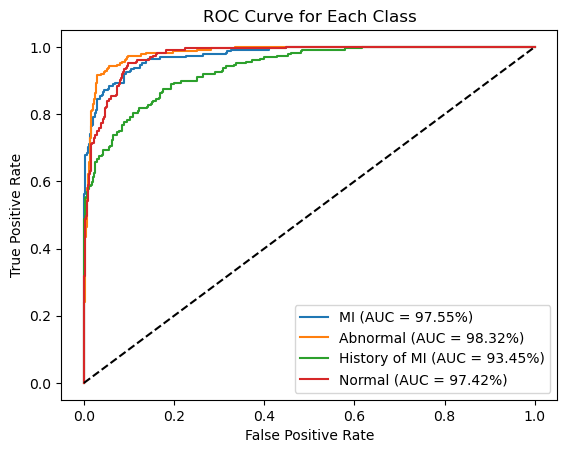 ROC Curve for Each Class
True Positive Rate
1.0
0.8
0.6
0.4
0.2
0.0
MI (AUC = 97.55%)
Abnormal (AUC = 98.32%)
History of MI (AUC = 93.45%)
Normal (AUC = 97.42%)
0.0 0.2 0.4 0.6 0.8 1.0
False Positive Rate